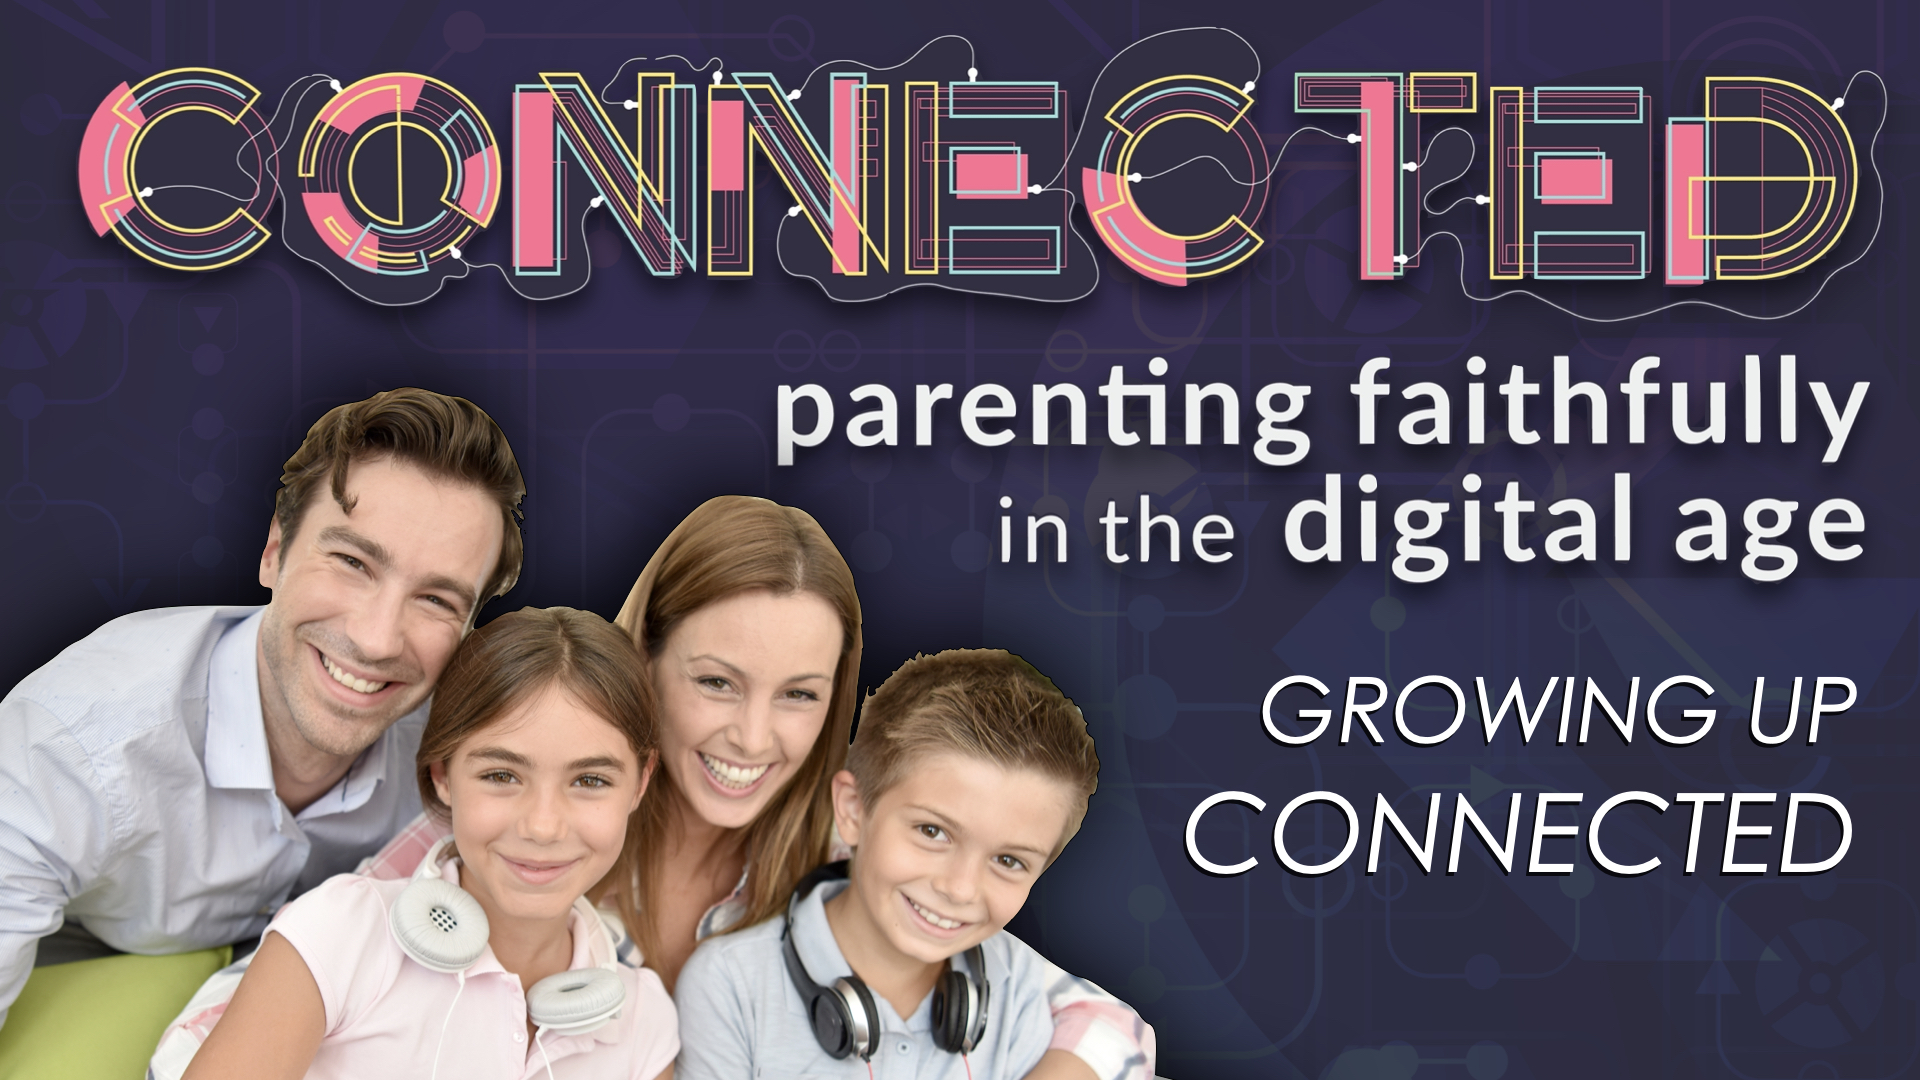 CONNECTED
parenting faithfully
in the digital age
GROWING UP
CONNECTED